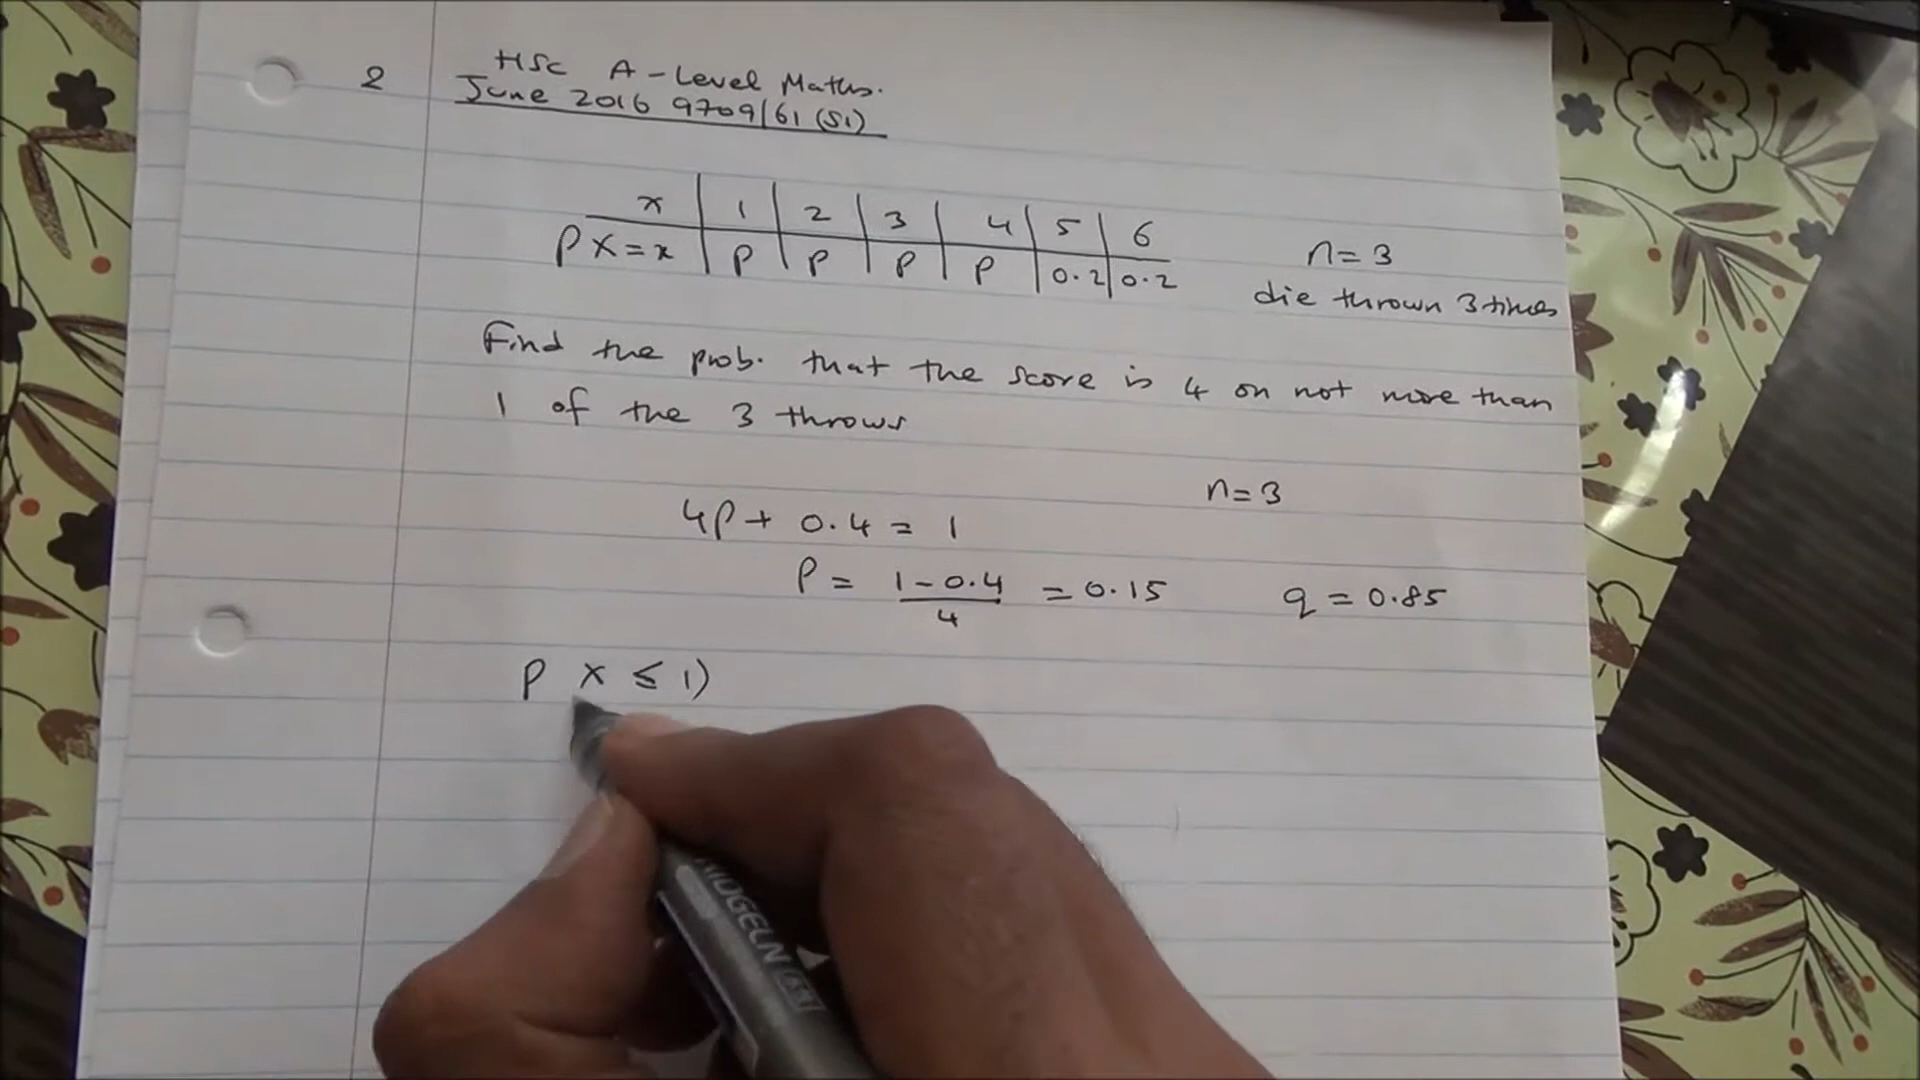 2
HSc A-Level Maths.
June 2016 9709/61 (S1)
x 1 2 3 4 5 6
P X=x P P P P 0.2 0.2
n=3
die thrown 3 times
Find the prob. that the score is 4 on not more than
1 of the 3 throws
n=3
4P + 0.4 = 1
P = 1-0.4 / 4 = 0.15 q = 0.85
P X ≤ 1)